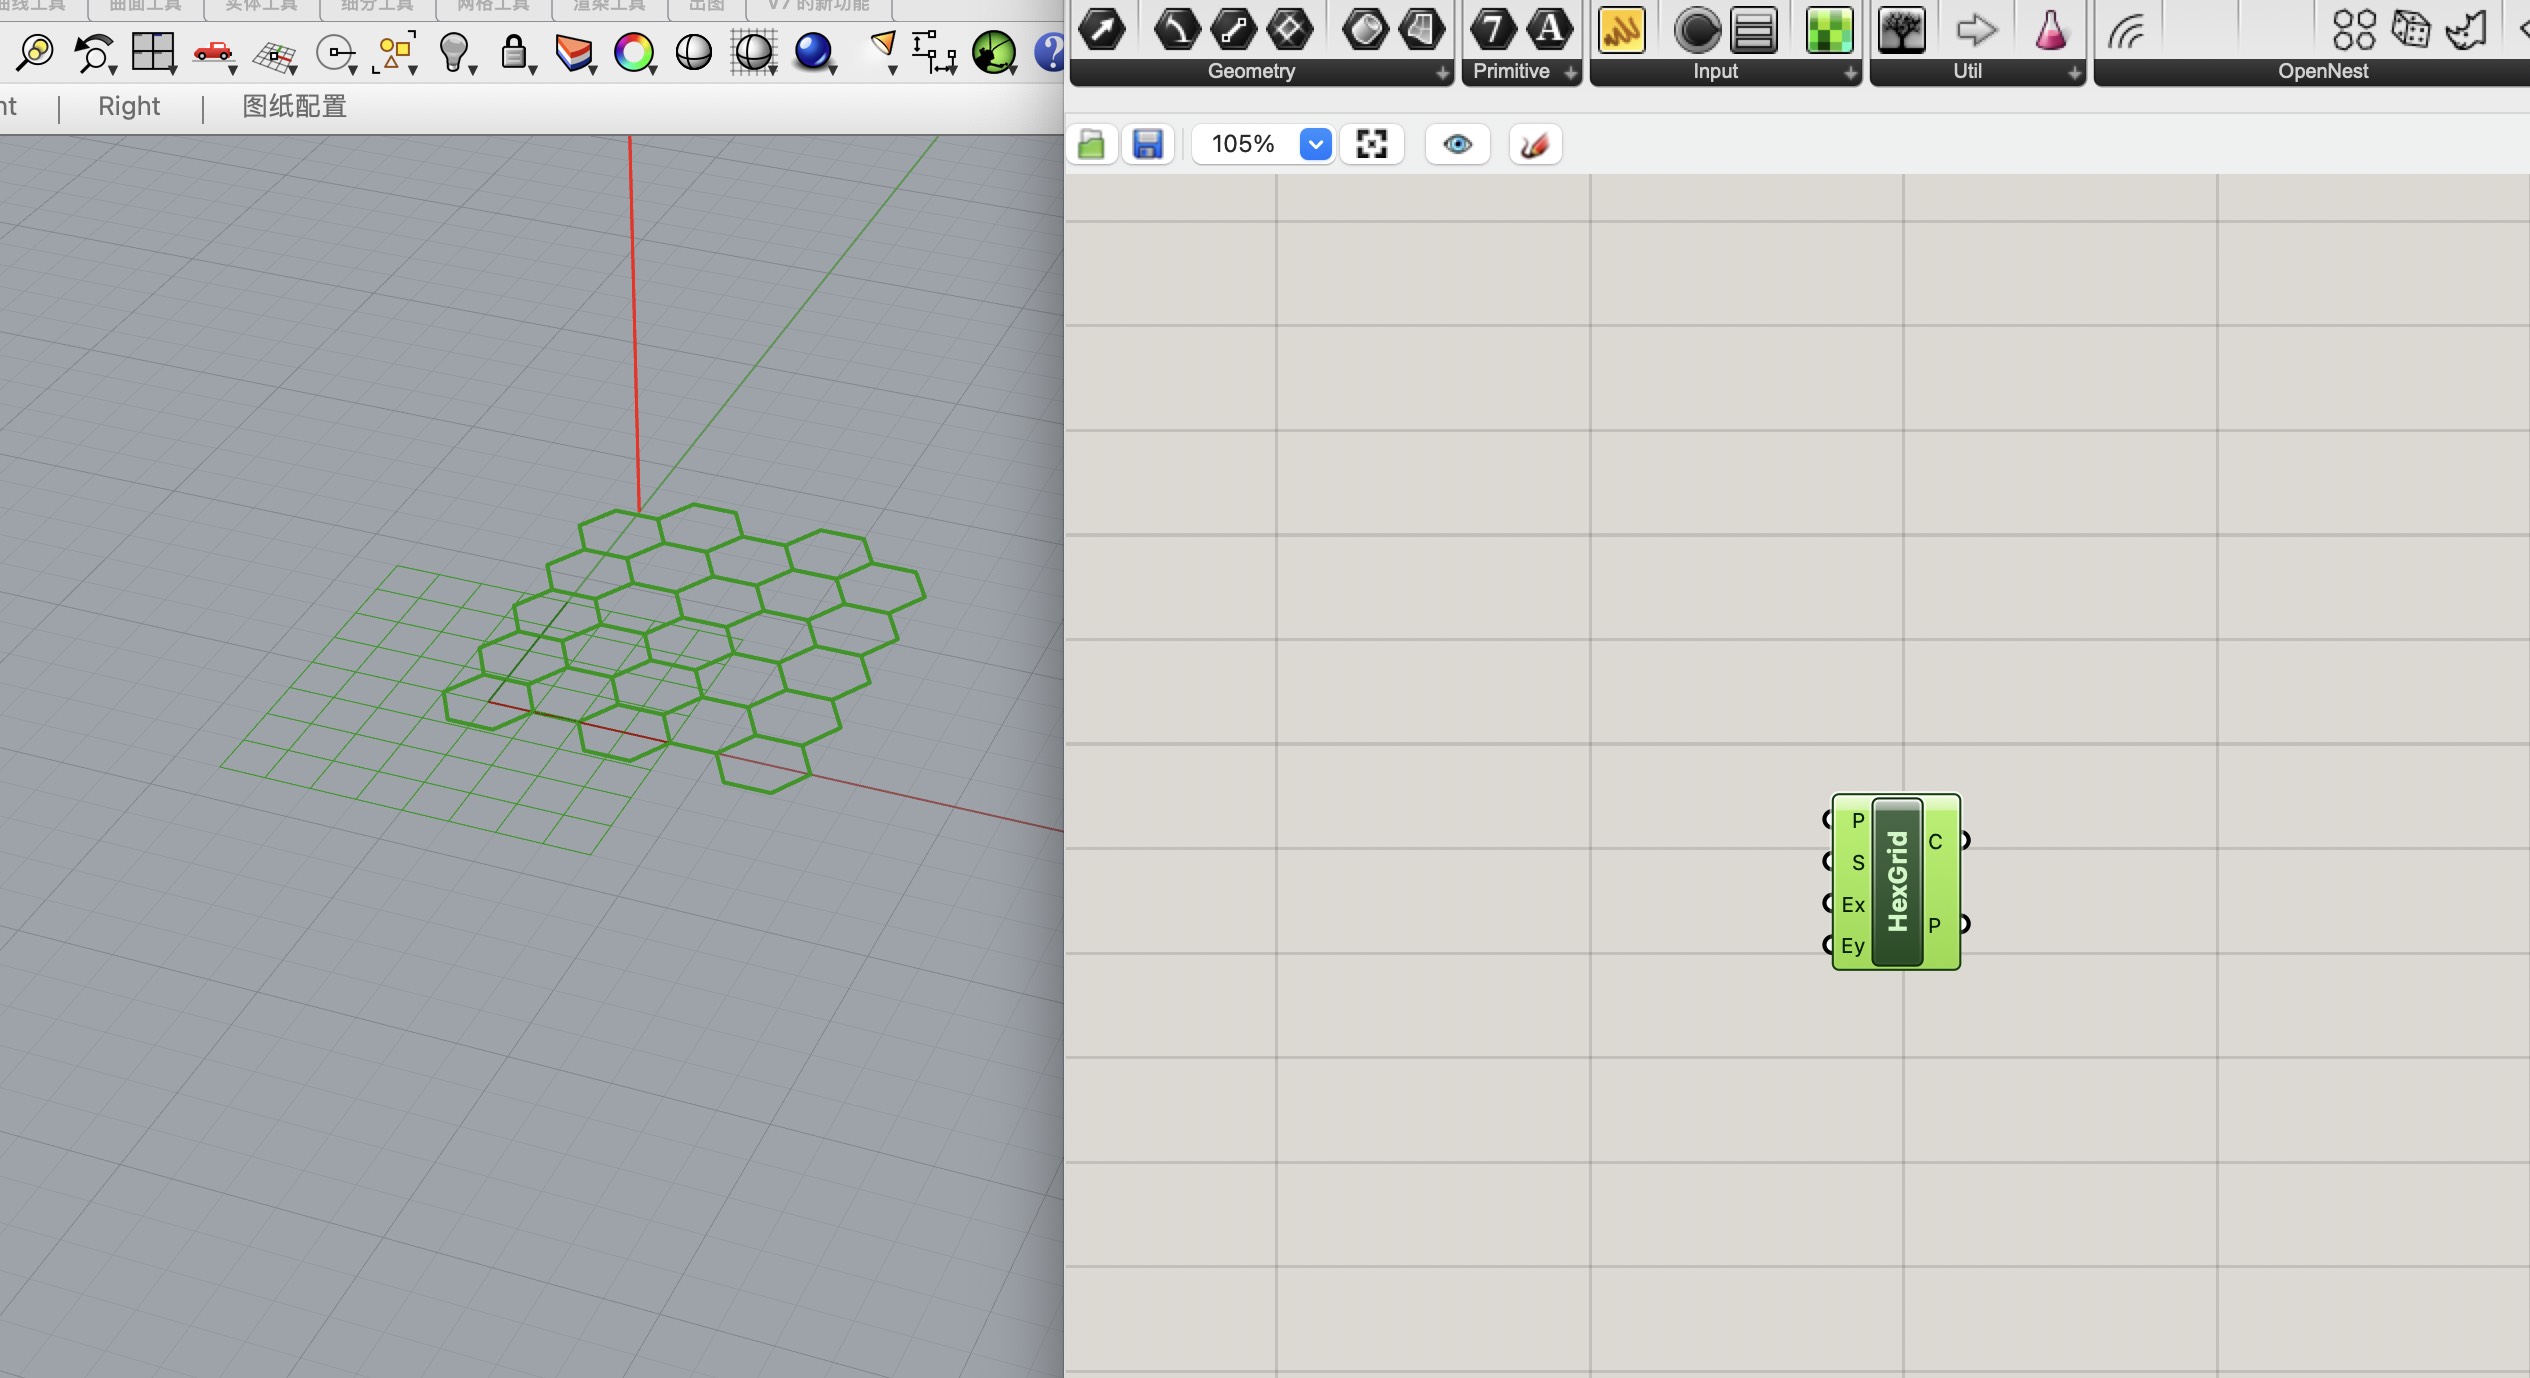 曲线工具 曲面工具 实体工具 细分工具 网格工具 渲染工具 出图 V7 的新功能
7 A
Geometry Primitive Input Util OpenNest
nt | Right | 图纸配置
105%
P
S
Ex
Ey
HexGrid
C
P